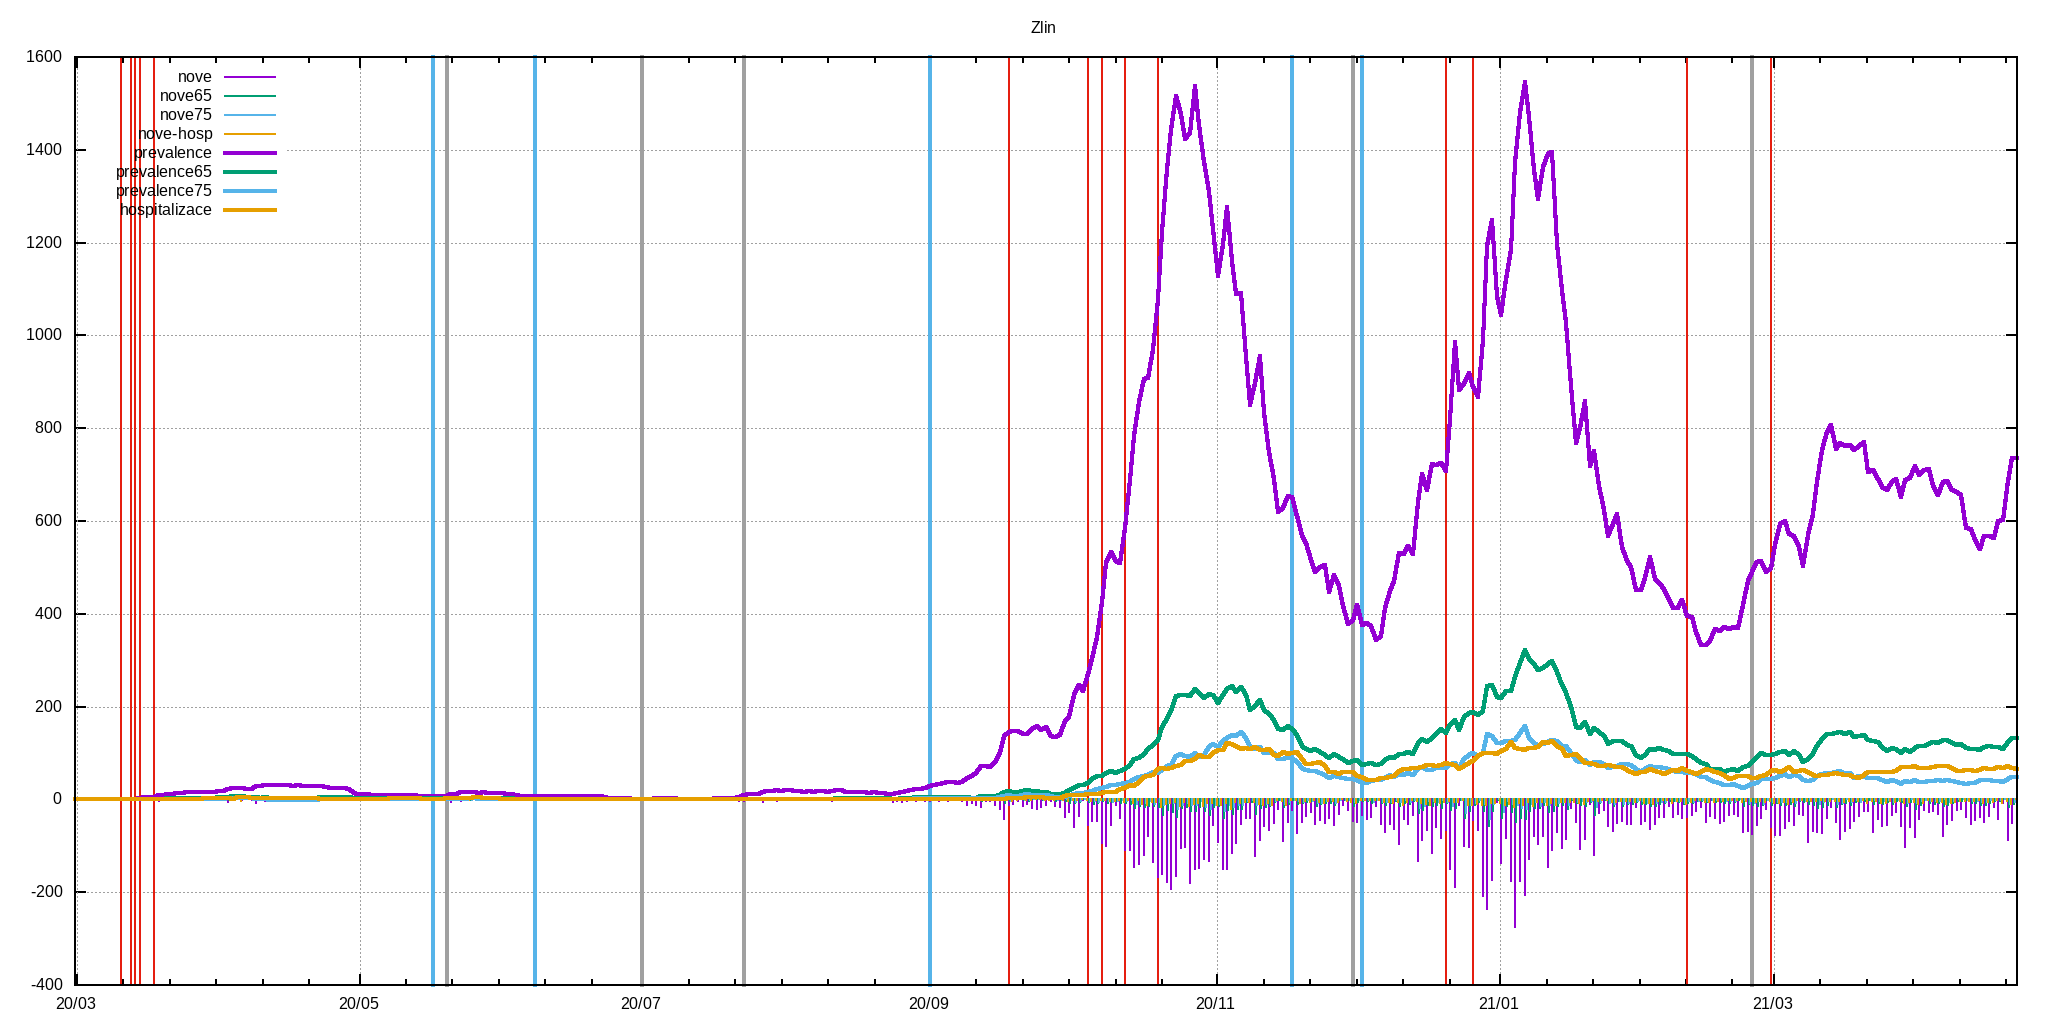 Zlin
1600
1400
1200
1000
800
600
400
200
0
-200
-400
nove
nove65
nove75
nove-hosp
prevalence
prevalence65
prevalence75
hospitalizace
20/03 20/05 20/07 20/09 20/11 21/01 21/03